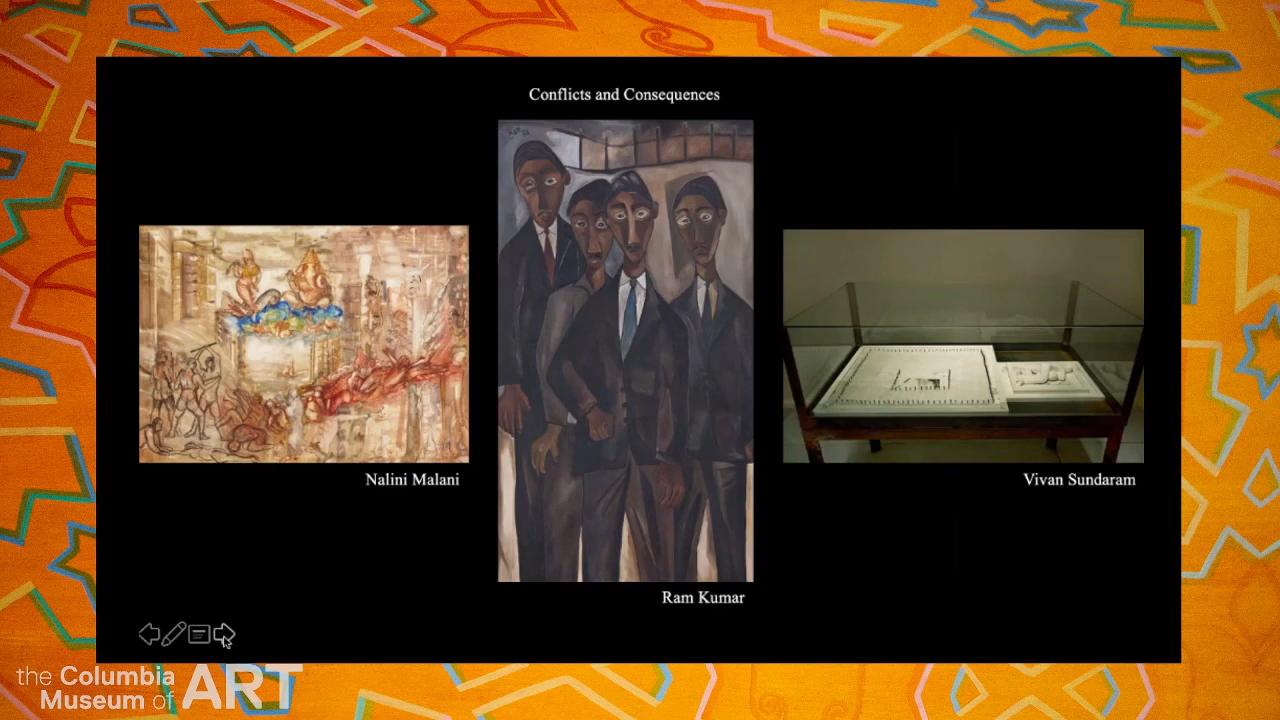 Conflicts and Consequences
Nalini Malani
Vivan Sundaram
Ram Kumar
the Columbia
Museum of ART